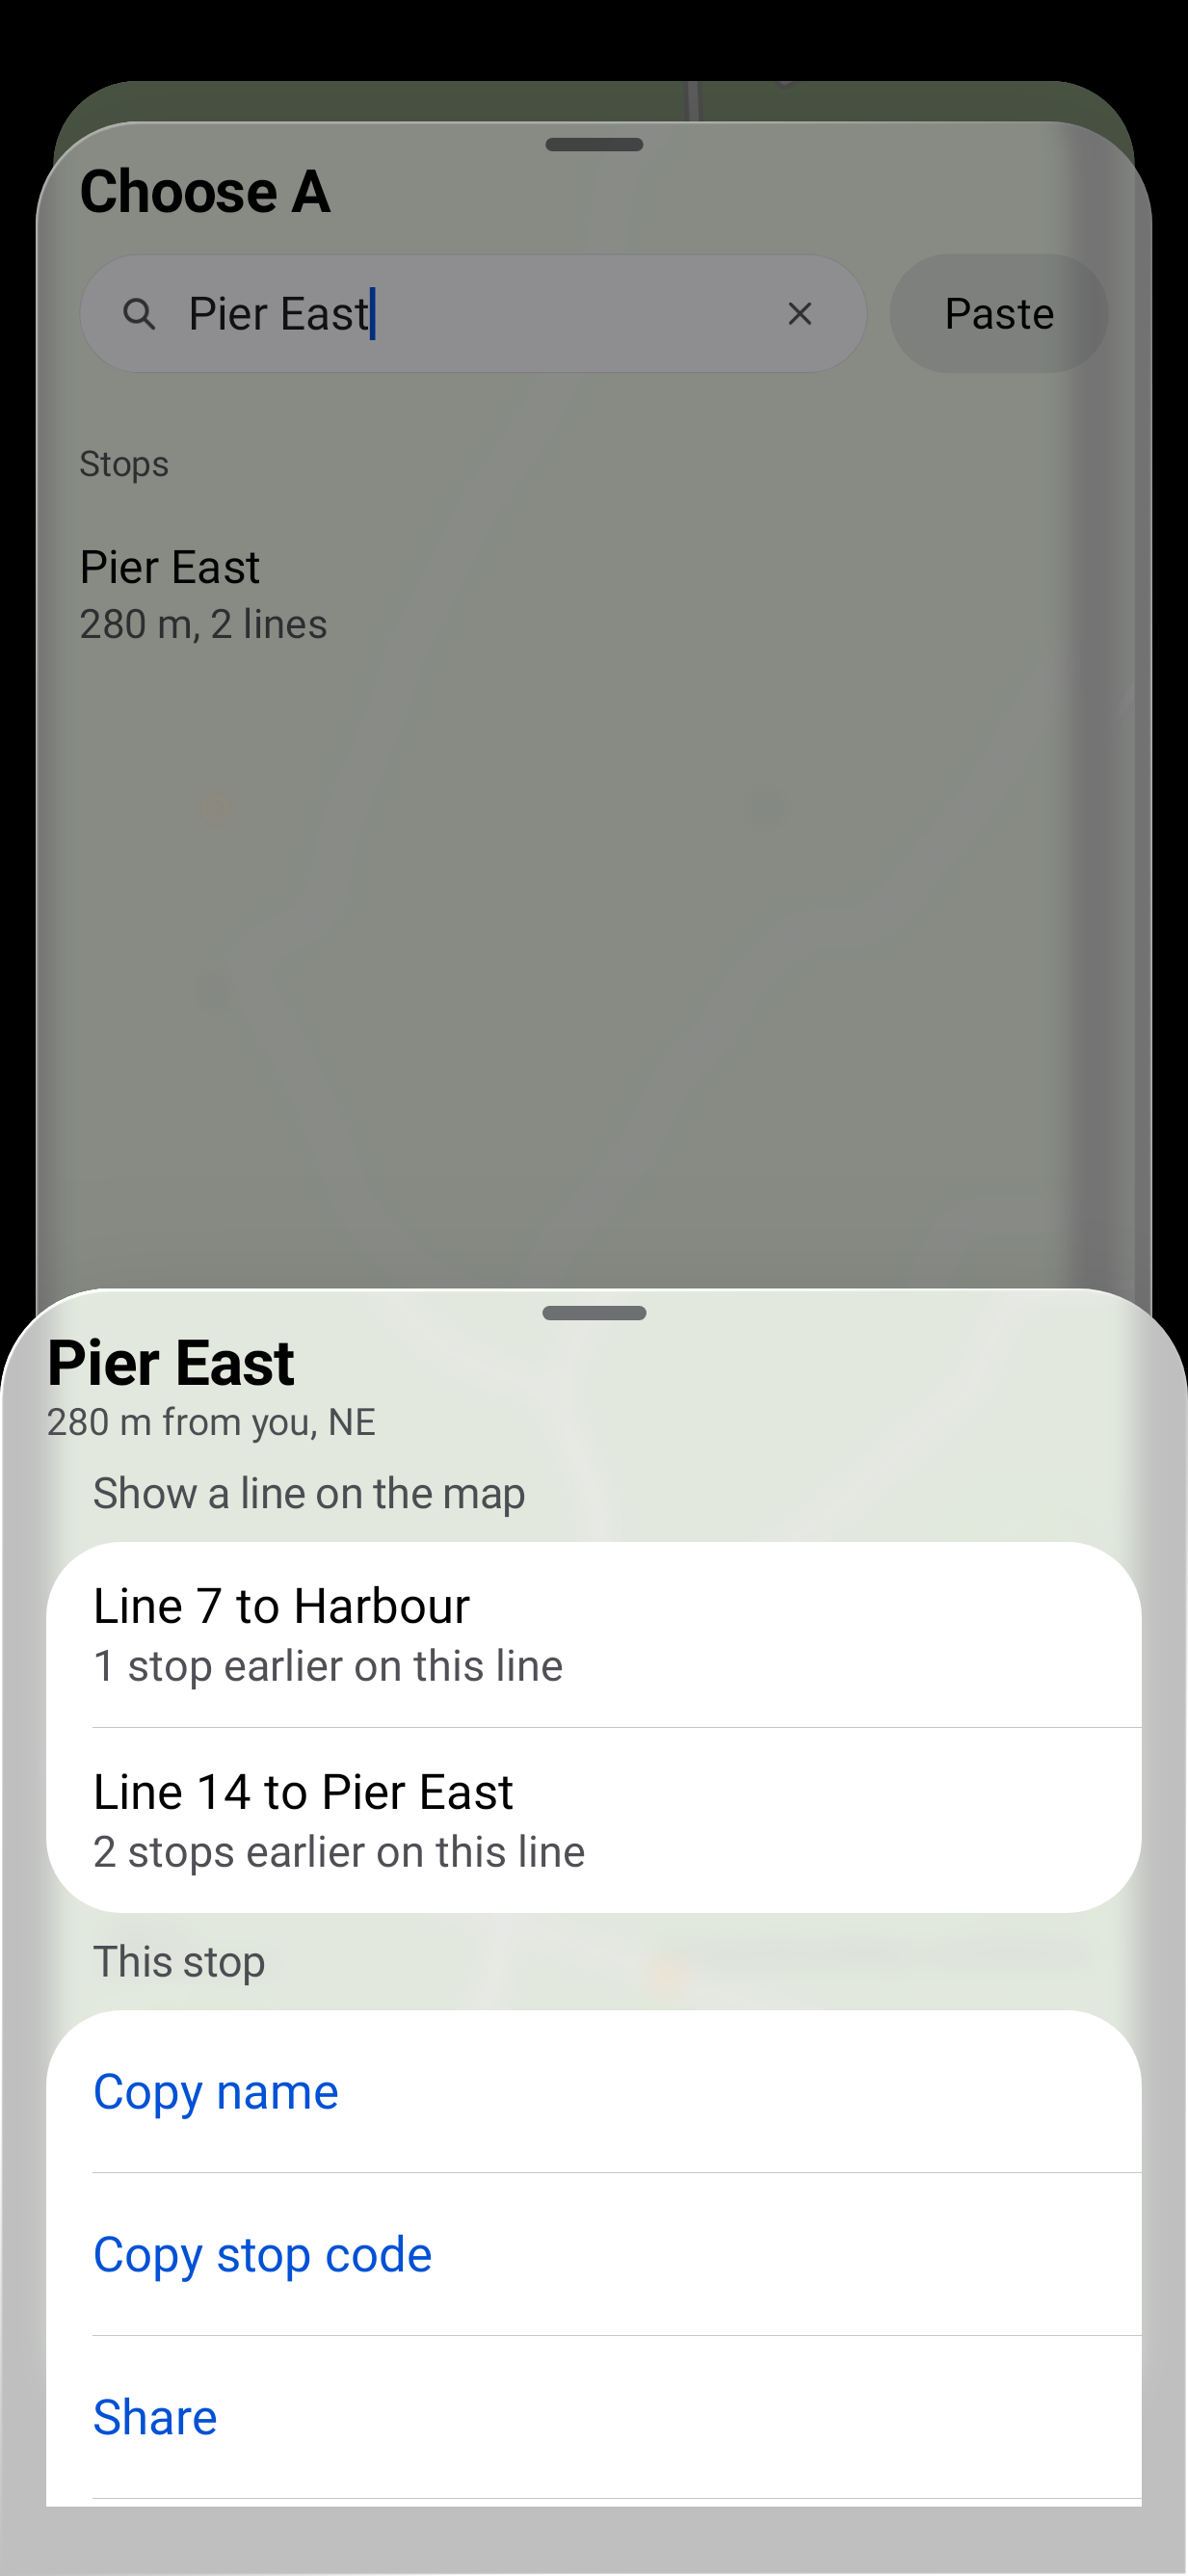 Choose A
Pier East
Paste
Stops
Pier East
280 m, 2 lines
Pier East
280 m from you, NE
Show a line on the map
Line 7 to Harbour
1 stop earlier on this line
Line 14 to Pier East
2 stops earlier on this line
This stop
Copy name
Copy stop code
Share